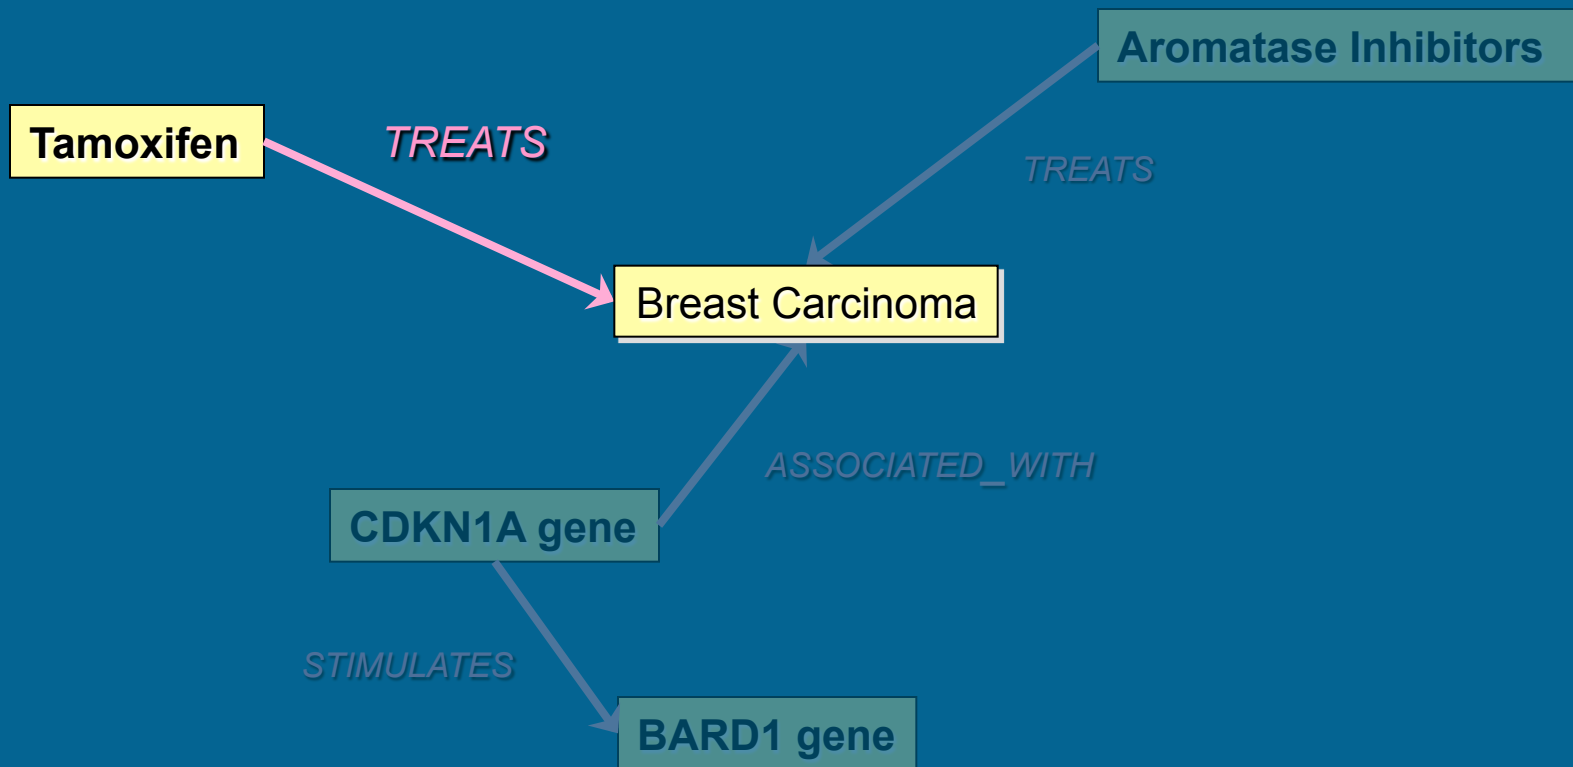 Aromatase Inhibitors
Tamoxifen
TREATS
TREATS
Breast Carcinoma
ASSOCIATED_WITH
CDKN1A gene
STIMULATES
BARD1 gene